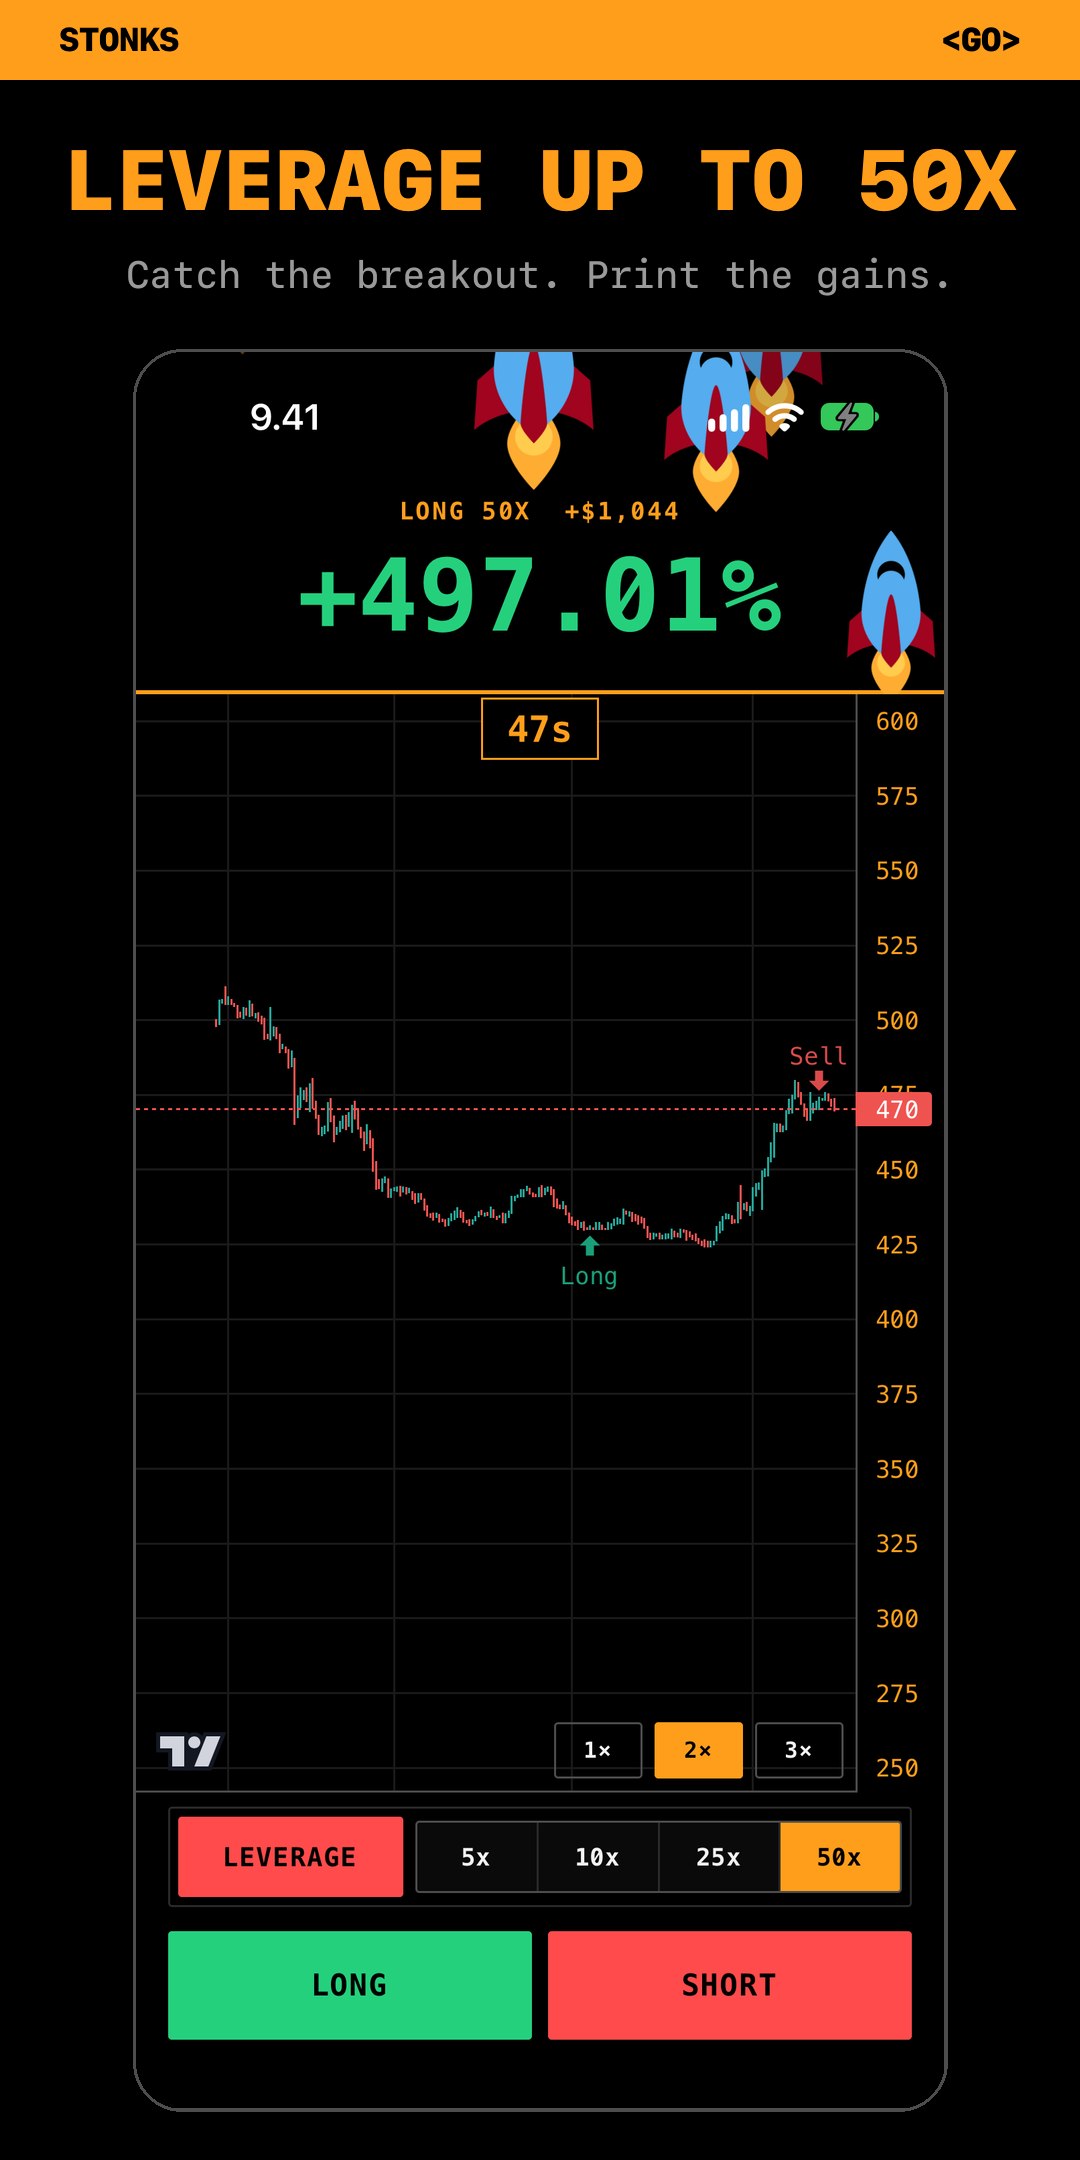 STONKS <GO>
LEVERAGE UP TO 50X
Catch the breakout. Print the gains.
9.41
LONG 50X +$1,044
+497.01%
47s
600
575
550
525
500
Sell
475
470
450
425
Long
400
375
350
325
300
275
1× 2× 3×
250
LEVERAGE 5x 10x 25x 50x
LONG SHORT